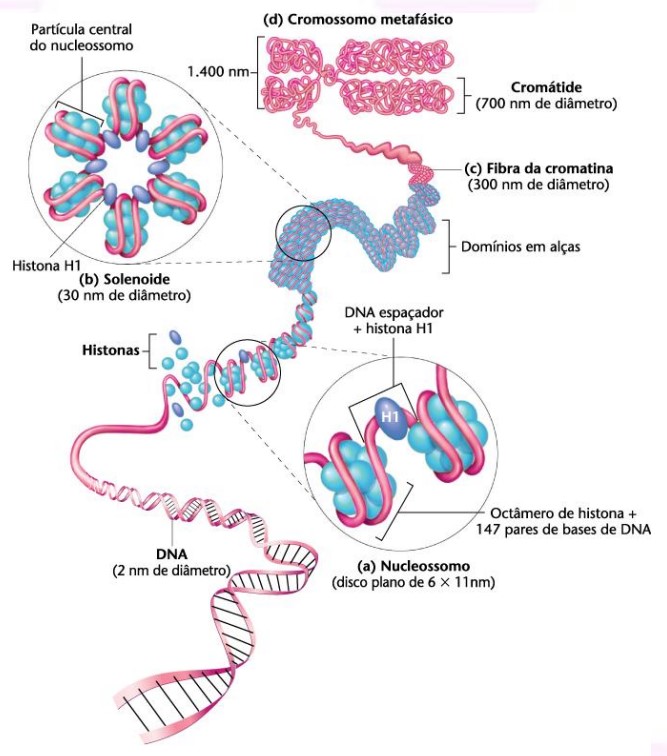 (d) Cromossomo metafásico
Partícula central
do nucleossomo
1.400 nm
Cromátide
(700 nm de diâmetro)
(c) Fibra da cromatina
(300 nm de diâmetro)
Domínios em alças
Histona H1
(b) Solenoide
(30 nm de diâmetro)
DNA espaçador
+ histona H1
Histonas
H1
Octâmero de histona +
147 pares de bases de DNA
DNA
(2 nm de diâmetro)
(a) Nucleossomo
(disco plano de 6 × 11nm)